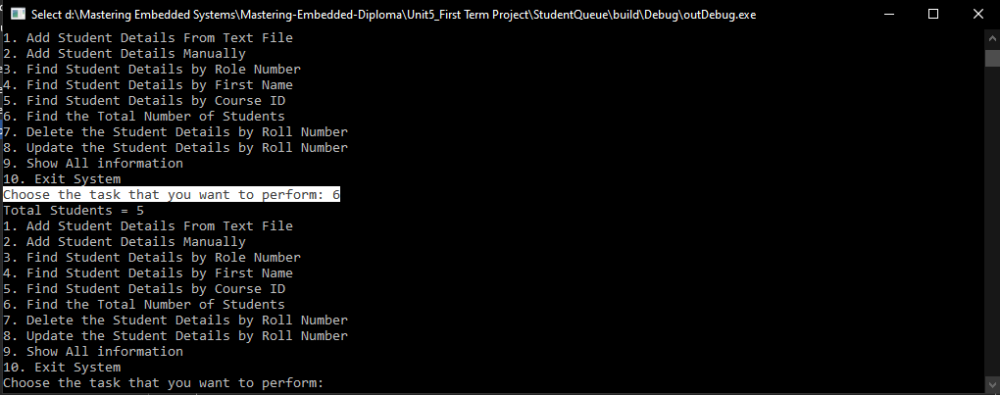 Select d:\Mastering Embedded Systems\Mastering-Embedded-Diploma\Unit5_First Term Project\StudentQueue\build\Debug\outDebug.exe
1. Add Student Details From Text File
2. Add Student Details Manually
3. Find Student Details by Role Number
4. Find Student Details by First Name
5. Find Student Details by Course ID
6. Find the Total Number of Students
7. Delete the Student Details by Roll Number
8. Update the Student Details by Roll Number
9. Show All information
10. Exit System
Choose the task that you want to perform: 6
Total Students = 5
1. Add Student Details From Text File
2. Add Student Details Manually
3. Find Student Details by Role Number
4. Find Student Details by First Name
5. Find Student Details by Course ID
6. Find the Total Number of Students
7. Delete the Student Details by Roll Number
8. Update the Student Details by Roll Number
9. Show All information
10. Exit System
Choose the task that you want to perform: